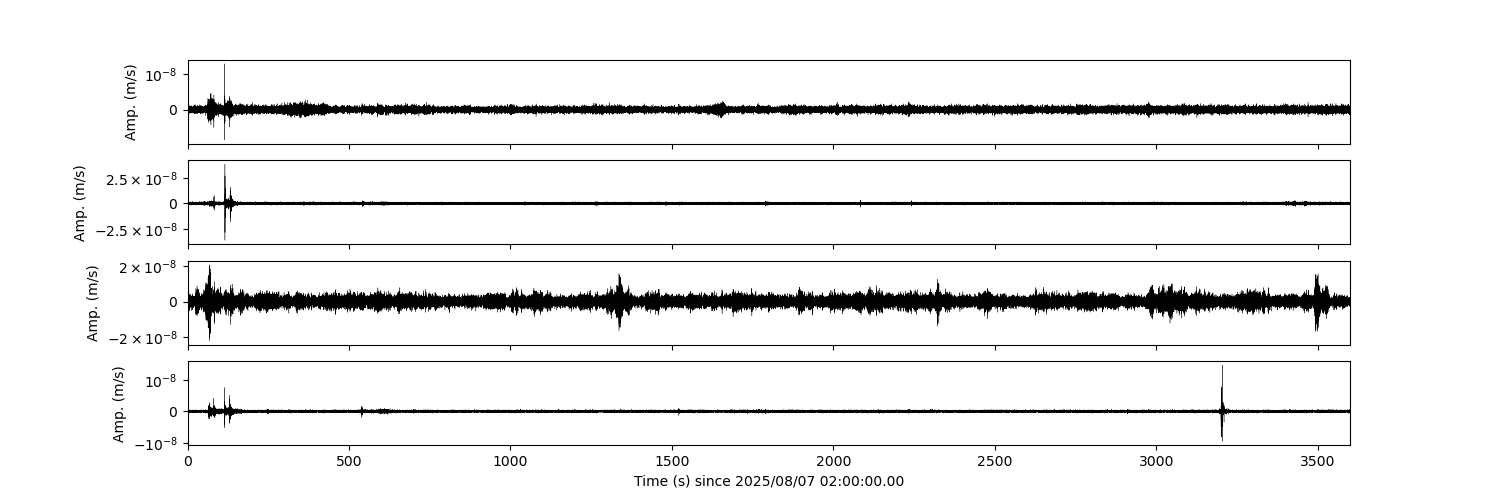 Amp. (m/s)
10⁻⁸
0
Amp. (m/s)
2.5 × 10⁻⁸
0
−2.5 × 10⁻⁸
Amp. (m/s)
2 × 10⁻⁸
0
−2 × 10⁻⁸
Amp. (m/s)
10⁻⁸
0
−10⁻⁸
0 500 1000 1500 2000 2500 3000 3500
Time (s) since 2025/08/07 02:00:00.00